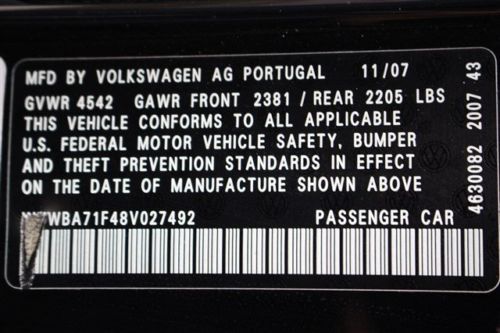 MFD BY VOLKSWAGEN AG PORTUGAL 11/07
GVWR 4542 GAWR FRONT 2381 / REAR 2205 LBS
THIS VEHICLE CONFORMS TO ALL APPLICABLE
U.S. FEDERAL MOTOR VEHICLE SAFETY, BUMPER
AND THEFT PREVENTION STANDARDS IN EFFECT
ON THE DATE OF MANUFACTURE SHOWN ABOVE
PASSENGER CAR
4630082 2007 43